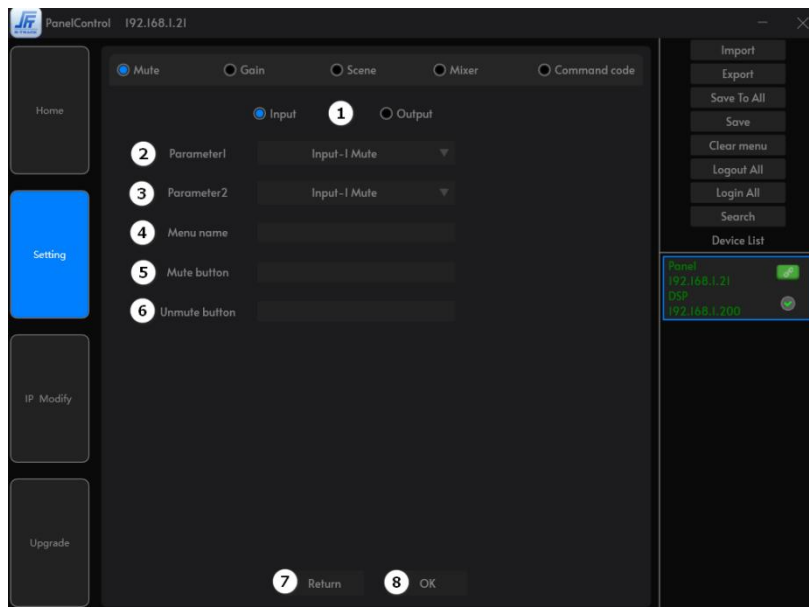 PanelControl 192.168.1.21
Home
Setting
IP Modify
Upgrade
Mute Gain Scene Mixer Command code
Input 1 Output
2 Parameter1 Input-1 Mute
3 Parameter2 Input-1 Mute
4 Menu name
5 Mute button
6 Unmute button
7 Return 8 OK
Import
Export
Save To All
Save
Clear menu
Logout All
Login All
Search
Device List
Panel
192.168.1.21
DSP
192.168.1.200